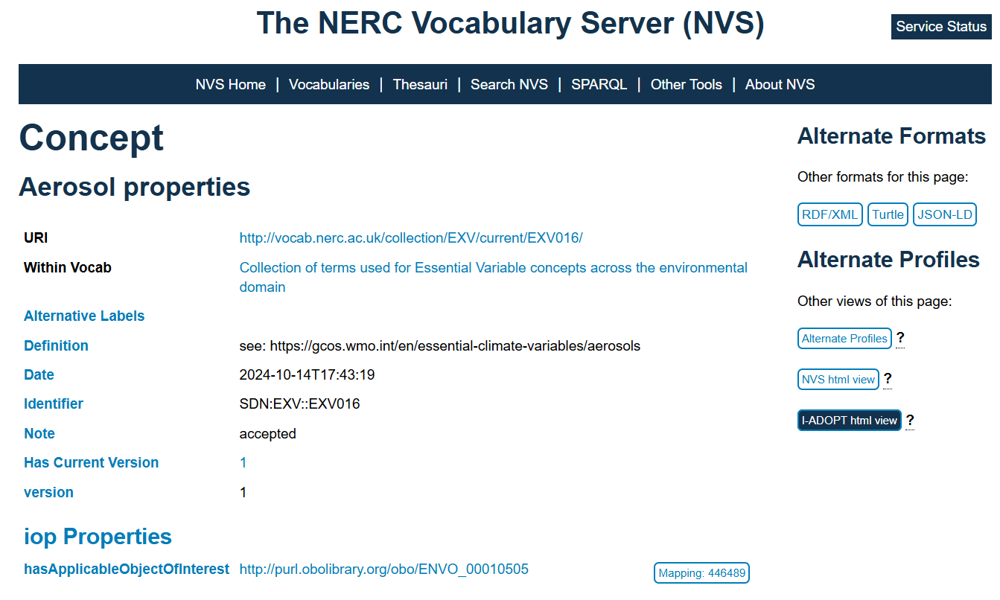 The NERC Vocabulary Server (NVS)
Service Status
NVS Home | Vocabularies | Thesauri | Search NVS | SPARQL | Other Tools | About NVS
Concept
Aerosol properties
URI http://vocab.nerc.ac.uk/collection/EXV/current/EXV016/
Within Vocab Collection of terms used for Essential Variable concepts across the environmental
domain
Alternative Labels
Definition see: https://gcos.wmo.int/en/essential-climate-variables/aerosols
Date 2024-10-14T17:43:19
Identifier SDN:EXV::EXV016
Note accepted
Has Current Version 1
version 1
iop Properties
hasApplicableObjectOfInterest http://purl.obolibrary.org/obo/ENVO_00010505 Mapping: 446489
Alternate Formats
Other formats for this page:
RDF/XML Turtle JSON-LD
Alternate Profiles
Other views of this page:
Alternate Profiles ?
NVS html view ?
I-ADOPT html view ?